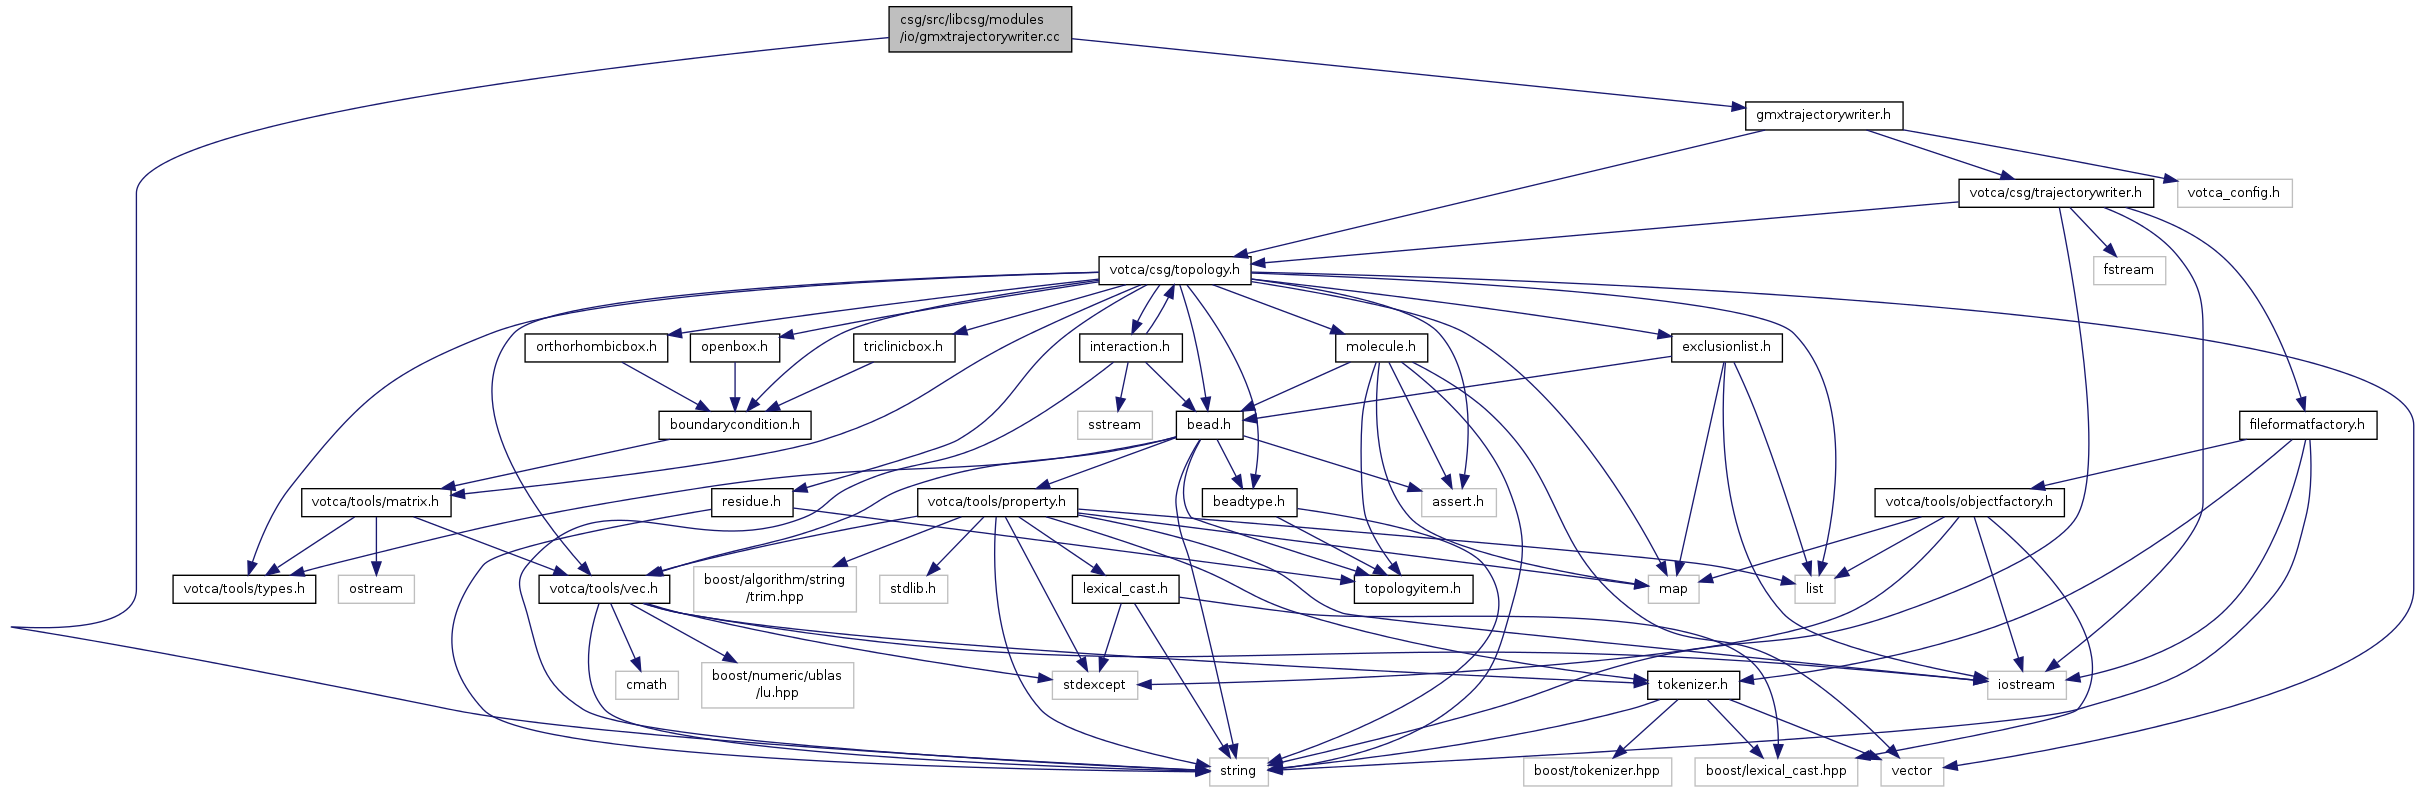 csg/src/libcsg/modules
/io/gmxtrajectorywriter.cc
gmxtrajectorywriter.h
votca/csg/trajectorywriter.h
votca_config.h
votca/csg/topology.h
fstream
orthorhombicbox.h
openbox.h
triclinicbox.h
interaction.h
molecule.h
exclusionlist.h
boundarycondition.h
sstream
bead.h
fileformatfactory.h
votca/tools/matrix.h
residue.h
votca/tools/property.h
beadtype.h
assert.h
votca/tools/objectfactory.h
votca/tools/types.h
ostream
votca/tools/vec.h
boost/algorithm/string
/trim.hpp
stdlib.h
lexical_cast.h
topologyitem.h
map
list
cmath
boost/numeric/ublas
/lu.hpp
stdexcept
tokenizer.h
iostream
string
boost/tokenizer.hpp
boost/lexical_cast.hpp
vector